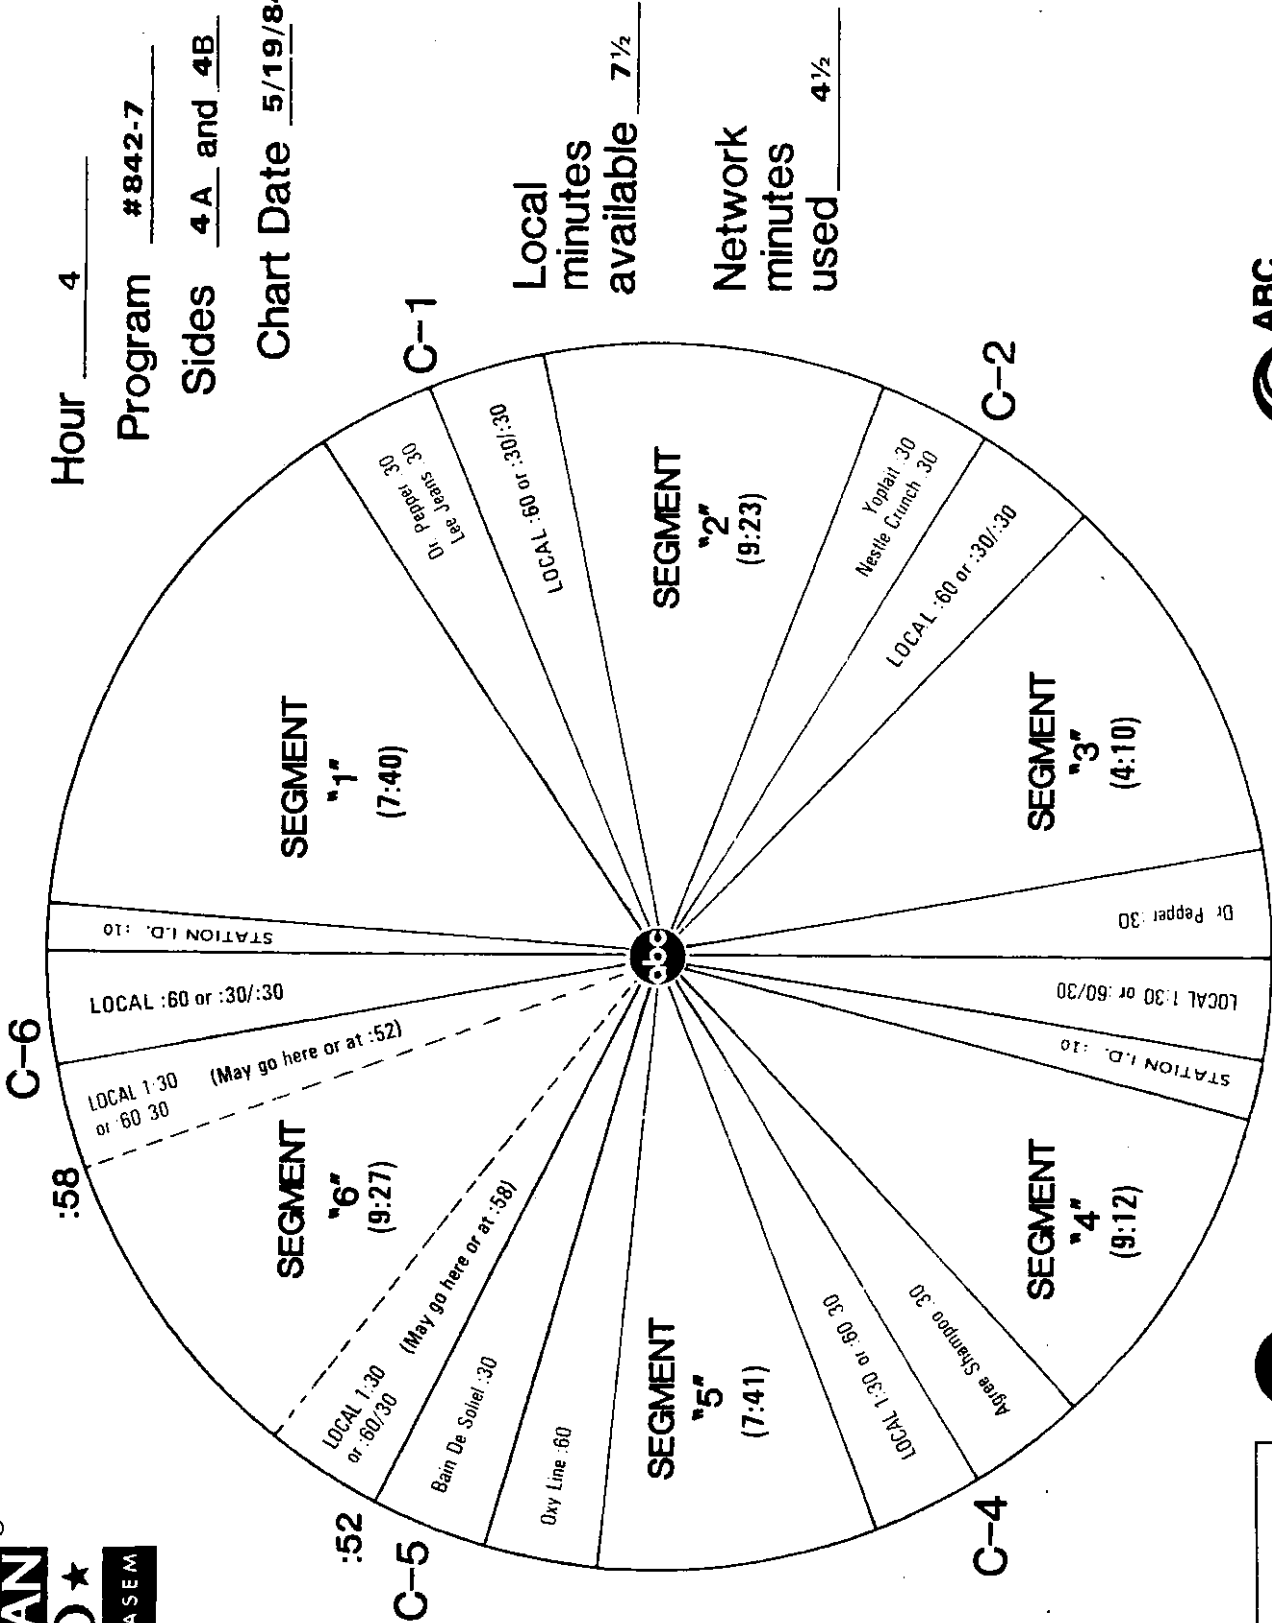 AN
ASEM
Hour 4
Program #842-7
Sides 4A and 4B
Chart Date 5/19/84
Local
minutes
available 7½
Network
minutes
used 4½
ABC
abc
STATION I.D. :10
SEGMENT
"1"
(7:40)
Dr. Pepper :30
Lee Jeans :30
C-1
LOCAL :60 or :30/:30
SEGMENT
"2"
(9:23)
Yoplait :30
Nestle Crunch :30
C-2
LOCAL :60 or :30/:30
SEGMENT
"3"
(4:10)
Dr Pepper :30
LOCAL 1:30 or :60/30
STATION I.D. :10
SEGMENT
"4"
(9:12)
Agree Shampoo :30
C-4
LOCAL 1:30 or :60 30
SEGMENT
"5"
(7:41)
Oxy Line :60
Bain De Soliel :30
C-5
:52
LOCAL 1:30 (May go here or at :58)
or :60/30
SEGMENT
"6"
(9:27)
:58
LOCAL 1:30 (May go here or at :52)
or :60 30
C-6
LOCAL :60 or :30/:30